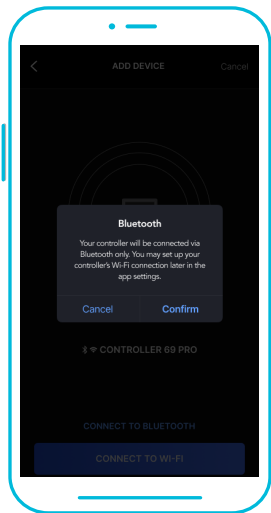 ADD DEVICE Cancel
Bluetooth
Your controller will be connected via
Bluetooth only. You may set up your
controller's Wi-Fi connection later in the
app settings.
Cancel Confirm
CONTROLLER 69 PRO
CONNECT TO BLUETOOTH
CONNECT TO WI-FI